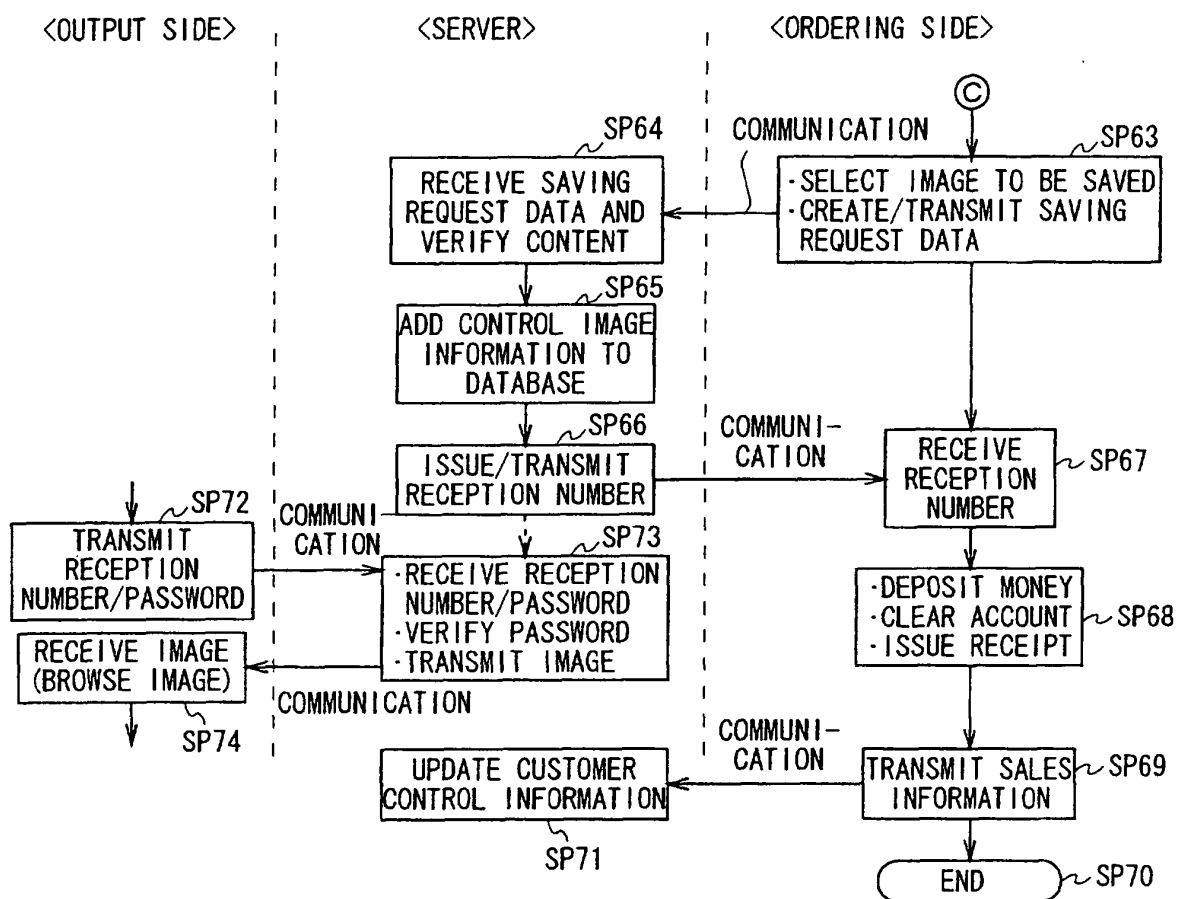 <OUTPUT SIDE>
<SERVER>
<ORDERING SIDE>
C
SP64
COMMUNICATION
SP63
RECEIVE SAVING
REQUEST DATA AND
VERIFY CONTENT
·SELECT IMAGE TO BE SAVED
·CREATE/TRANSMIT SAVING
REQUEST DATA
SP65
ADD CONTROL IMAGE
INFORMATION TO
DATABASE
SP66
ISSUE/TRANSMIT
RECEPTION NUMBER
COMMUNI-
CATION
RECEIVE
RECEPTION
NUMBER
SP67
SP72
TRANSMIT
RECEPTION
NUMBER/PASSWORD
COMMUNI-
CATION
SP73
·RECEIVE RECEPTION
NUMBER/PASSWORD
·VERIFY PASSWORD
·TRANSMIT IMAGE
·DEPOSIT MONEY
·CLEAR ACCOUNT
·ISSUE RECEIPT
SP68
RECEIVE IMAGE
(BROWSE IMAGE)
SP74
COMMUNICATION
COMMUNI-
CATION
UPDATE CUSTOMER
CONTROL INFORMATION
SP71
TRANSMIT SALES
INFORMATION
SP69
END
SP70